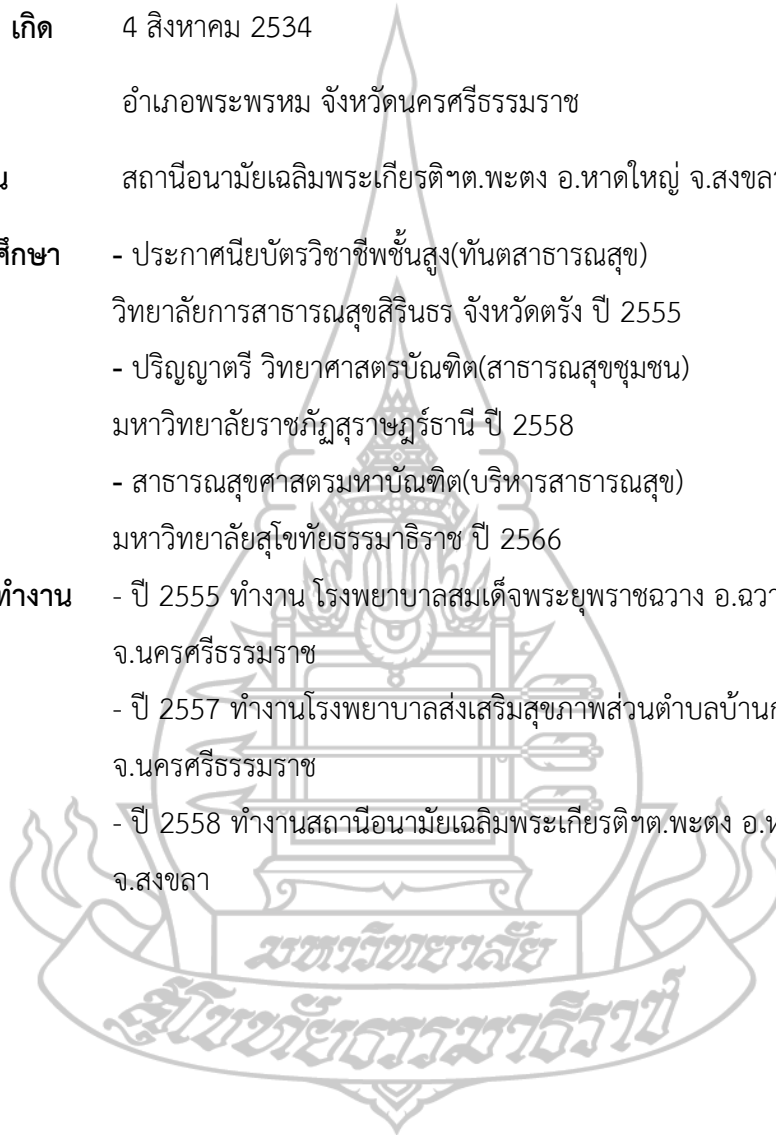 เกิด 4 สิงหาคม 2534
อำเภอพระพรหม จังหวัดนครศรีธรรมราช
สถานีอนามัยเฉลิมพระเกียรติฯต.พะตง อ.หาดใหญ่ จ.สงขลา
- ประกาศนียบัตรวิชาชีพชั้นสูง(ทันตสาธารณสุข)
วิทยาลัยการสาธารณสุขสิรินธร จังหวัดตรัง ปี 2555
- ปริญญาตรี วิทยาศาสตรบัณฑิต(สาธารณสุขชุมชน)
มหาวิทยาลัยราชภัฏสุราษฎร์ธานี ปี 2558
- สาธารณสุขศาสตรมหาบัณฑิต(บริหารสาธารณสุข)
มหาวิทยาลัยสุโขทัยธรรมาธิราช ปี 2566
ทำงาน - ปี 2555 ทำงาน โรงพยาบาลสมเด็จพระยุพราชฉวาง
จ.นครศรีธรรมราช
- ปี 2557 ทำงานโรงพยาบาลส่งเสริมสุขภาพส่วนตำบล
จ.นครศรีธรรมราช
- ปี 2558 ทำงานสถานีอนามัยเฉลิมพระเกียรติฯต.พะตง
จ.สงขลา
มหาวิทยาลัย
สุโขทัยธรรมาธิราช